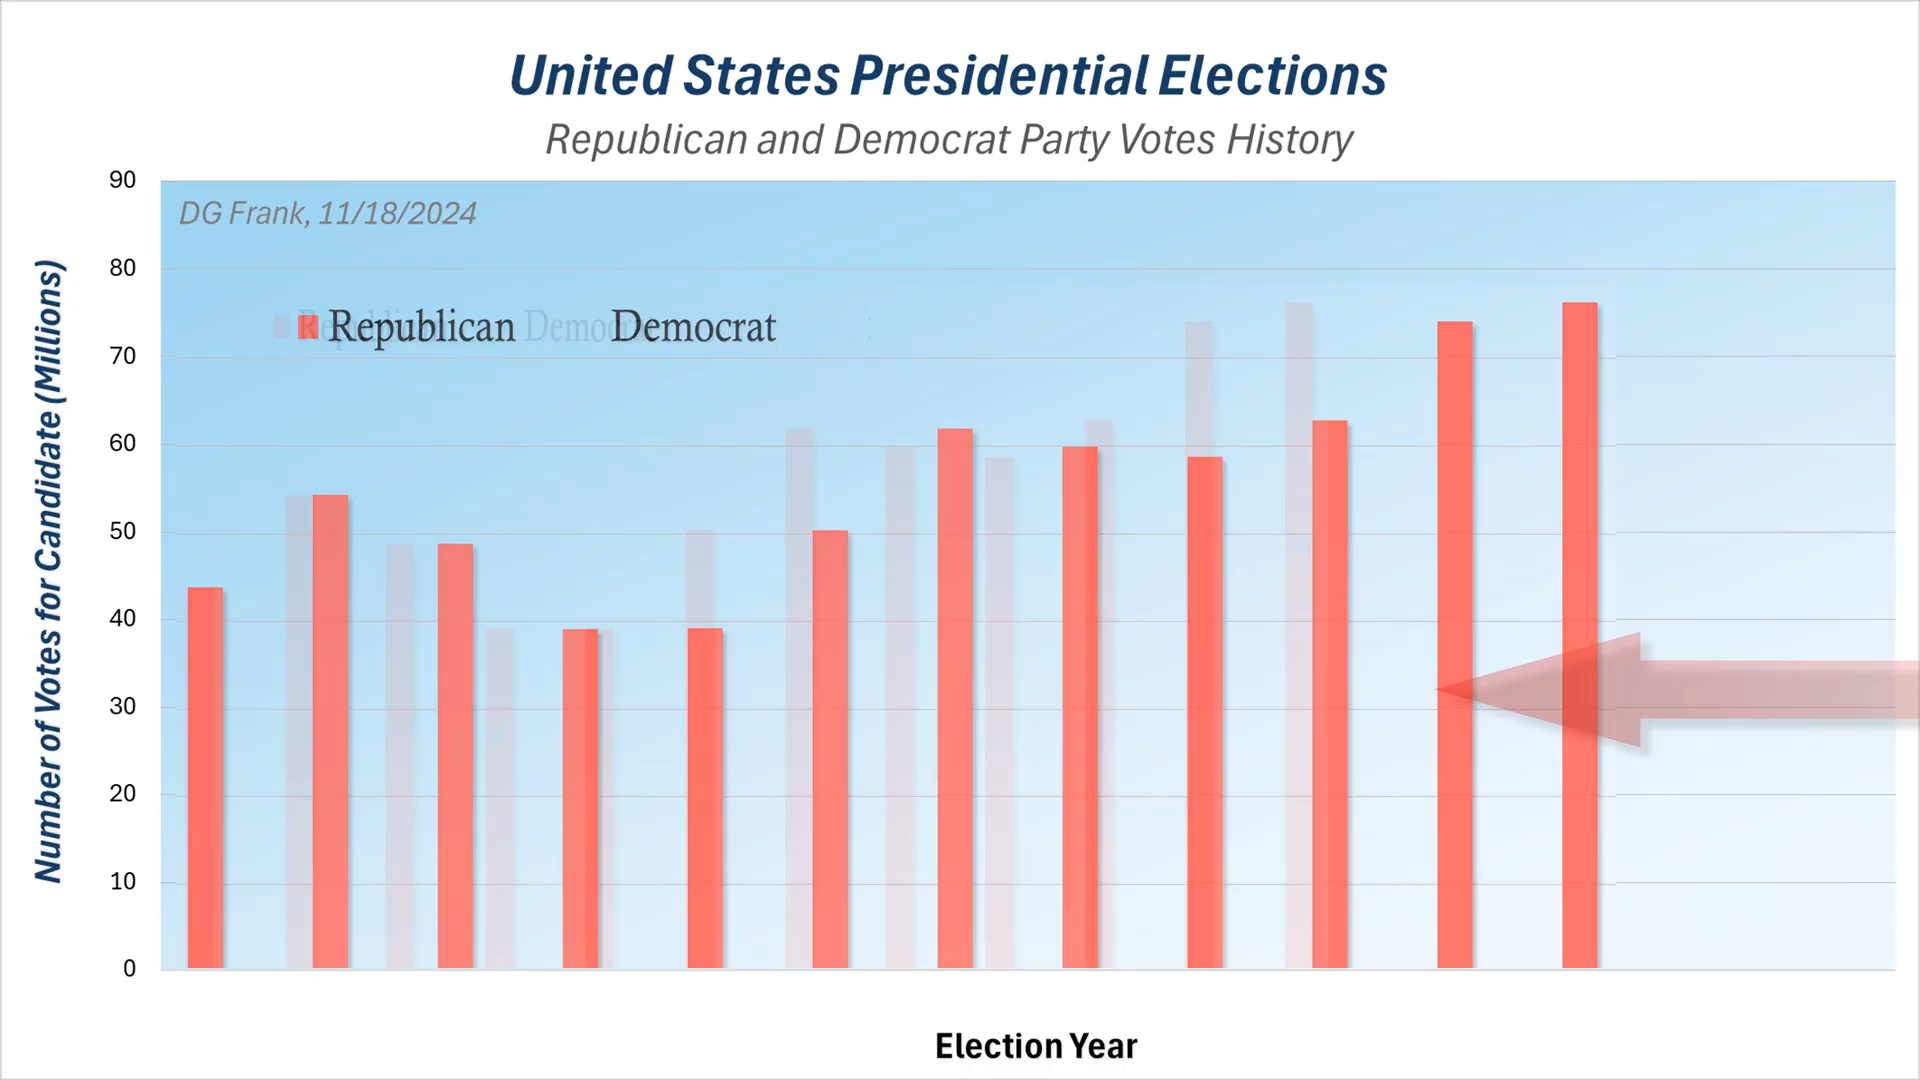 United States Presidential Elections
Republican and Democrat Party Votes History
DG Frank, 11/18/2024
Republican Democrat
Number of Votes for Candidate (Millions)
90
80
70
60
50
40
30
20
10
0
Election Year